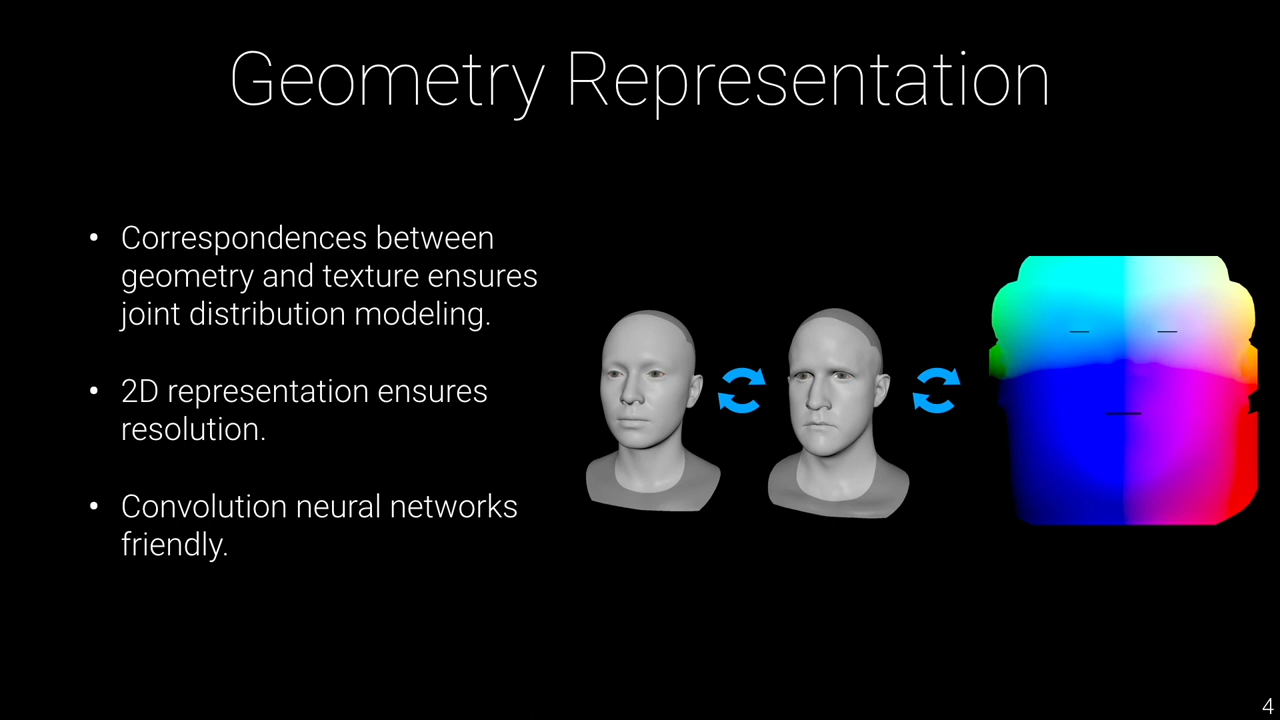 Geometry Representation
• Correspondences between
geometry and texture ensures
joint distribution modeling.
• 2D representation ensures
resolution.
• Convolution neural networks
friendly.
4